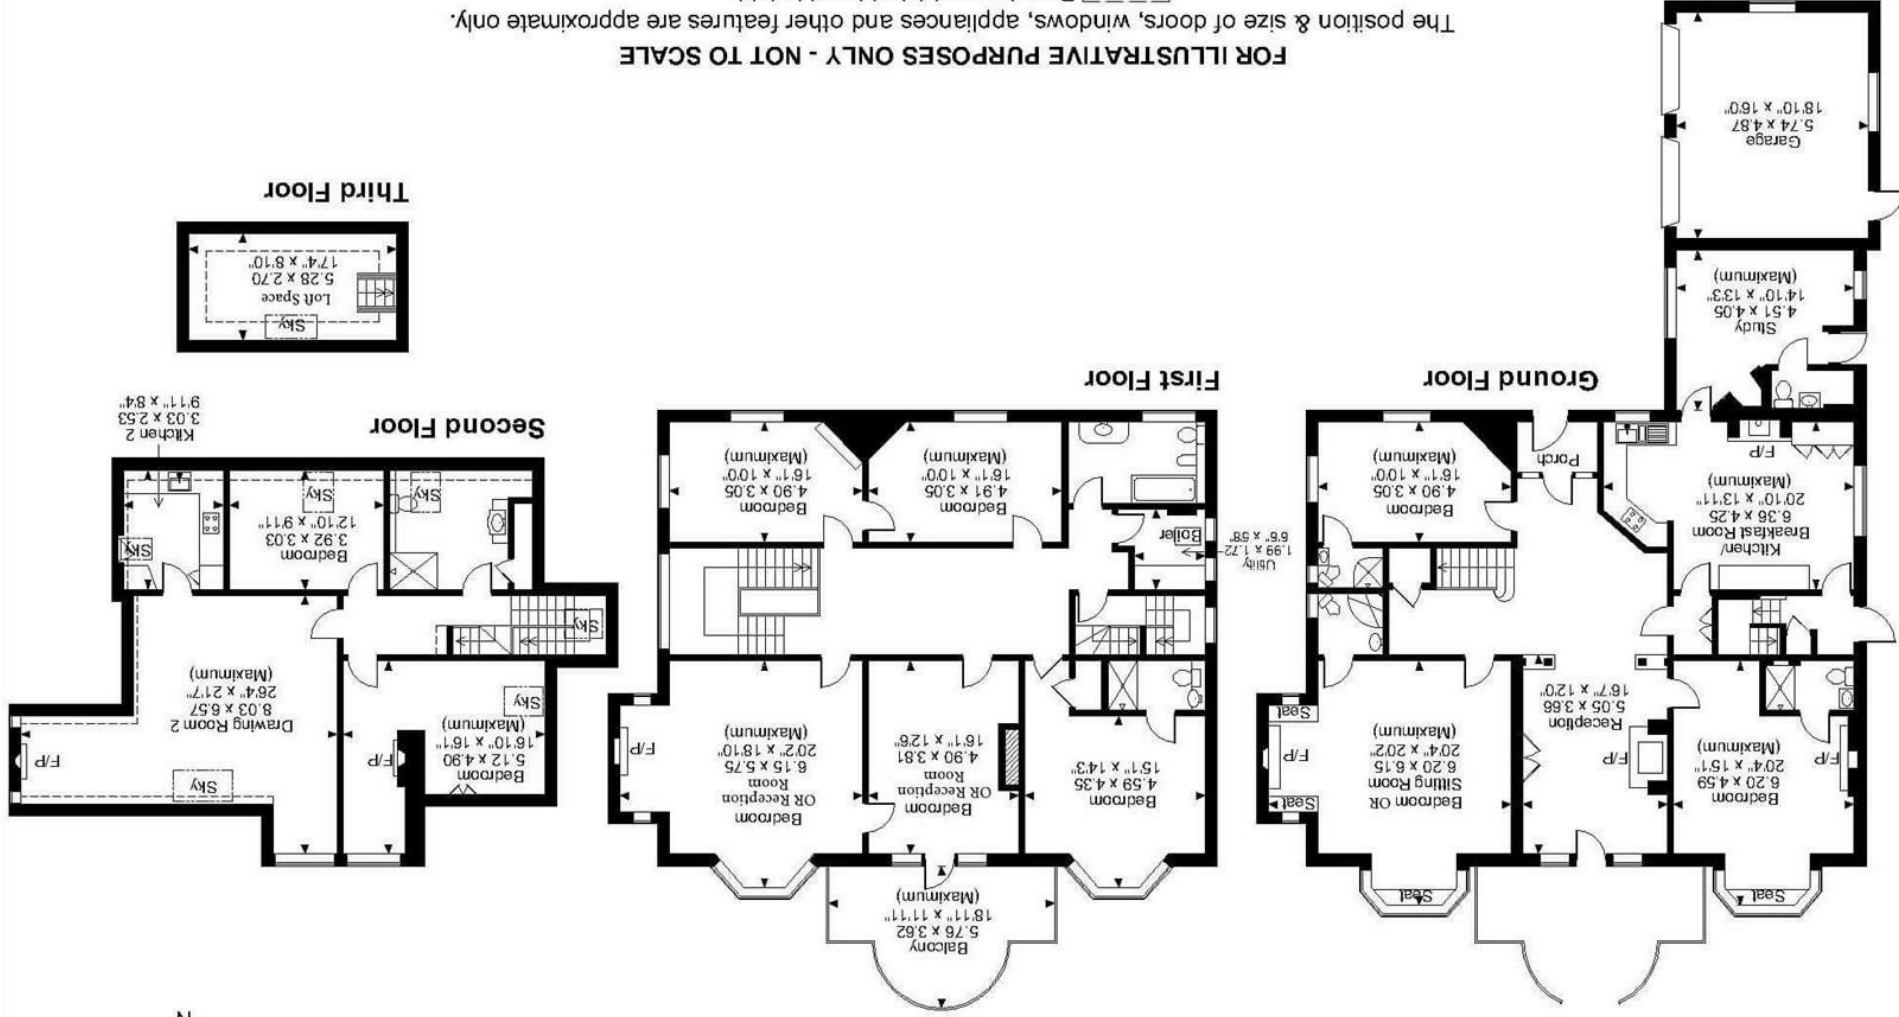 N
Seat
Seat
Bedroom
6.20 x 4.59
20'4" x 15'1"
(Maximum)
F/P
Reception
5.05 x 3.66
16'7" x 12'0"
F/P
Bedroom OR
Sitting Room
6.20 x 6.15
20'4" x 20'2"
(Maximum)
Seat
F/P
Seat
Kitchen/
Breakfast Room
6.36 x 4.25
20'10" x 13'11"
(Maximum)
F/P
Porch
Bedroom
4.90 x 3.05
16'1" x 10'0"
(Maximum)
Ground Floor
Study
4.51 x 4.05
14'10" x 13'3"
(Maximum)
Garage
5.74 x 4.87
18'10" x 16'0"
Balcony
5.76 x 3.62
18'11" x 11'11"
(Maximum)
Bedroom
4.59 x 4.35
15'1" x 14'3"
(Maximum)
Bedroom
OR Reception
Room
4.90 x 3.81
16'1" x 12'6"
Bedroom
OR Reception
Room
6.15 x 5.75
20'2" x 18'10"
(Maximum)
F/P
Utility
1.99 x 1.72
6'6" x 5'8"
Boiler
Bedroom
4.91 x 3.05
16'1" x 10'0"
(Maximum)
Bedroom
4.90 x 3.05
16'1" x 10'0"
(Maximum)
First Floor
Bedroom
5.12 x 4.90
16'10" x 16'1"
(Maximum)
Sky
F/P
Sky
Drawing Room 2
8.03 x 6.57
26'4" x 21'7"
(Maximum)
F/P
Sky
Sky
Bedroom
3.92 x 3.03
12'10" x 9'11"
Sky
Sky
Kitchen 2
3.03 x 2.53
9'11" x 8'4"
Second Floor
Sky
Loft Space
5.28 x 2.70
17'4" x 8'10"
Third Floor
FOR ILLUSTRATIVE PURPOSES ONLY - NOT TO SCALE
The position & size of doors, windows, appliances and other features are approximate only.